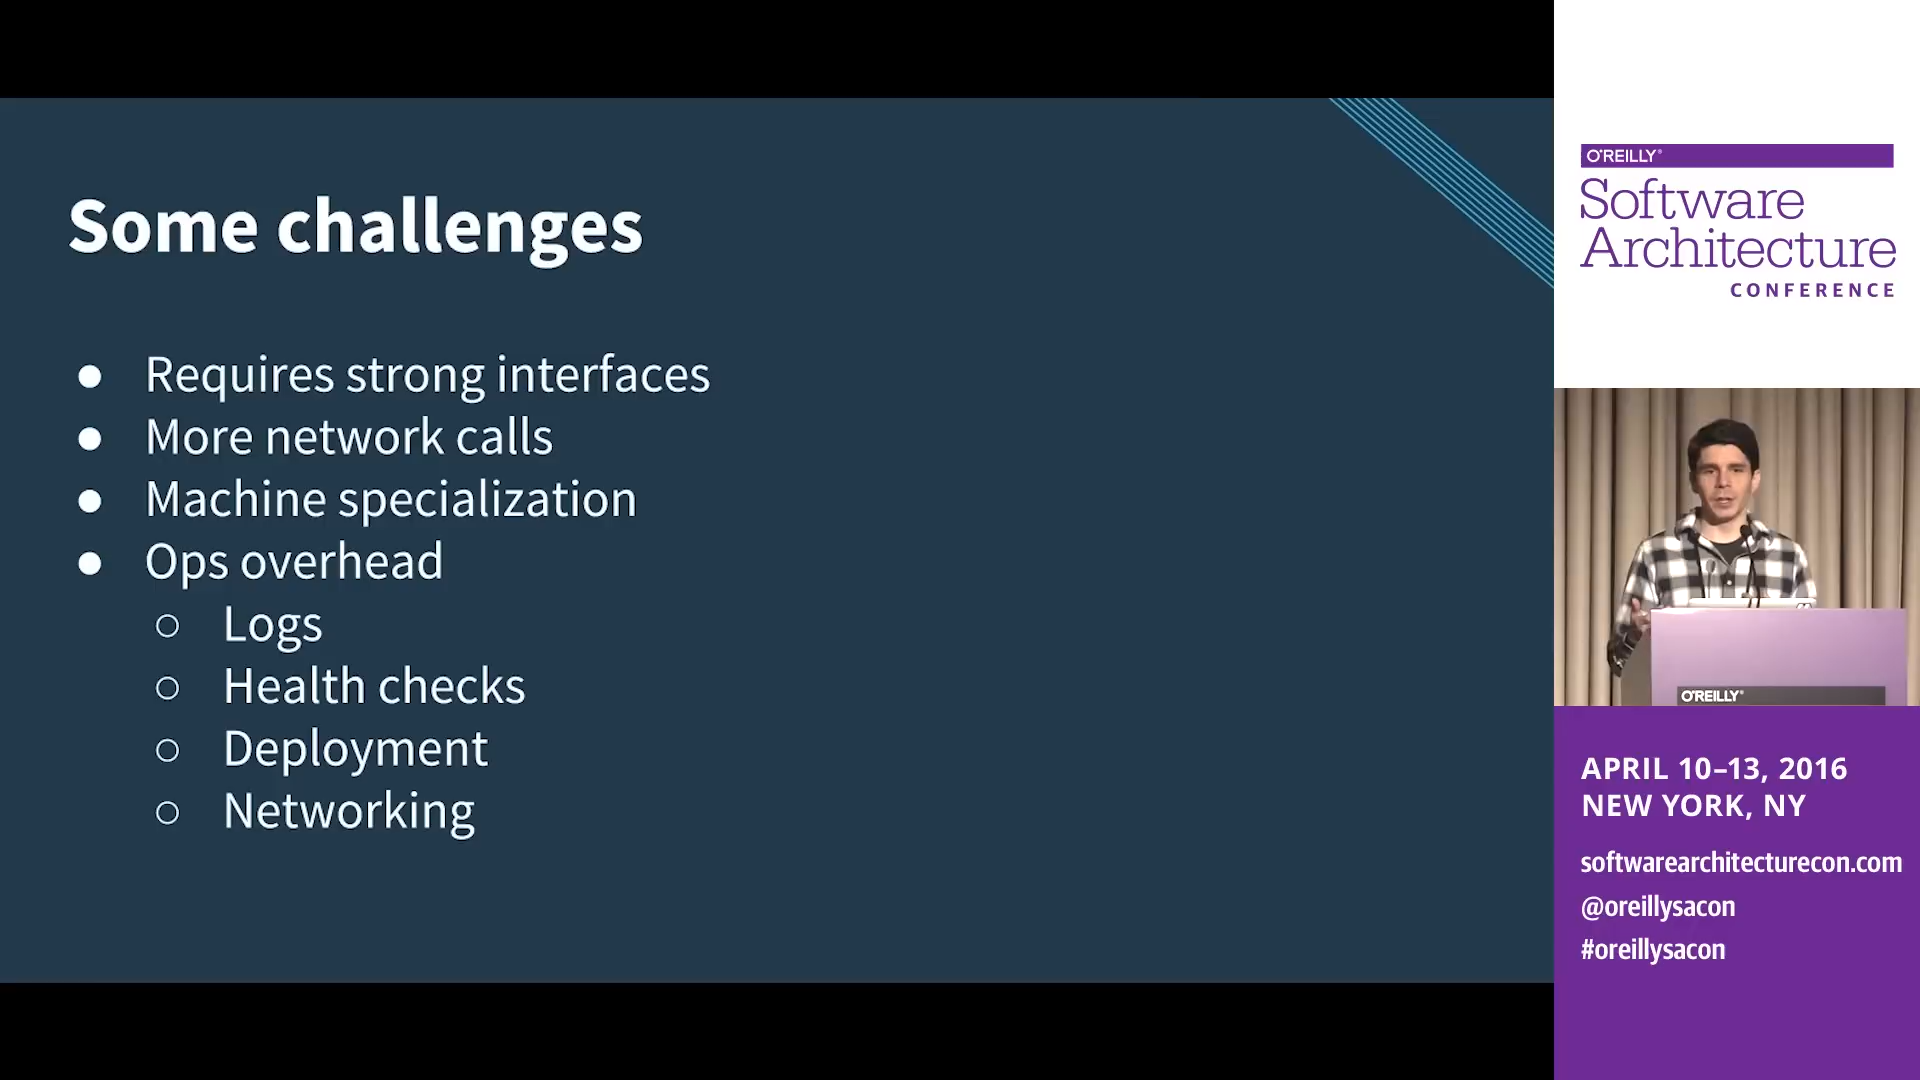 Some challenges
● Requires strong interfaces
● More network calls
● Machine specialization
● Ops overhead
○ Logs
○ Health checks
○ Deployment
○ Networking
O'REILLY®
Software
Architecture
CONFERENCE
O'REILLY®
APRIL 10–13, 2016
NEW YORK, NY
softwarearchitecturecon.com
@oreillysacon
#oreillysacon